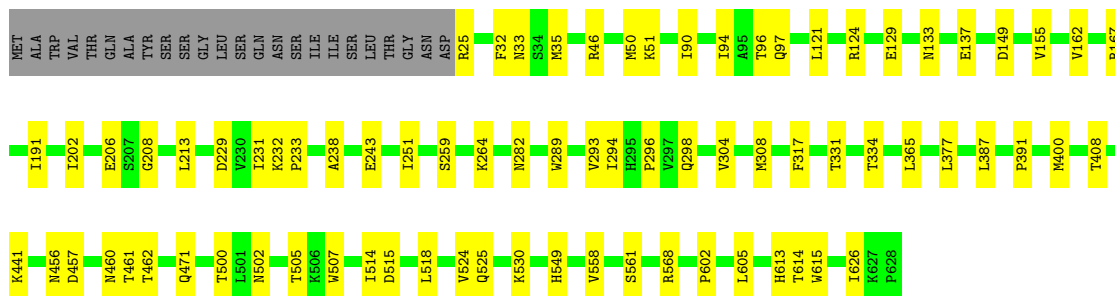 MET ALA TRP VAL THR GLN ALA TYR SER SER GLY LEU SER GLN ASN SER ILE ILE SER LEU THR GLY ASN ASP R25 F32 N33 S34 M35 R46 M50 K51 I90 I94 A95 T96 Q97 L121 R124 E129 N133 E137 D149 V155 V162
I191 I202 E206 S207 G208 L213 D229 V230 I231 K232 P233 A238 E243 I251 S259 K264 N282 W289 V293 I294 H295 P296 V297 Q298 V304 M308 F317 T331 T334 L365 L377 L387 P391 M400 T408
K441 N456 D457 N460 T461 T462 Q471 T500 L501 N502 T505 K506 W507 I514 D515 L518 V524 Q525 K530 H549 V558 S561 R568 P602 L605 H613 T614 W615 I626 K627 P628